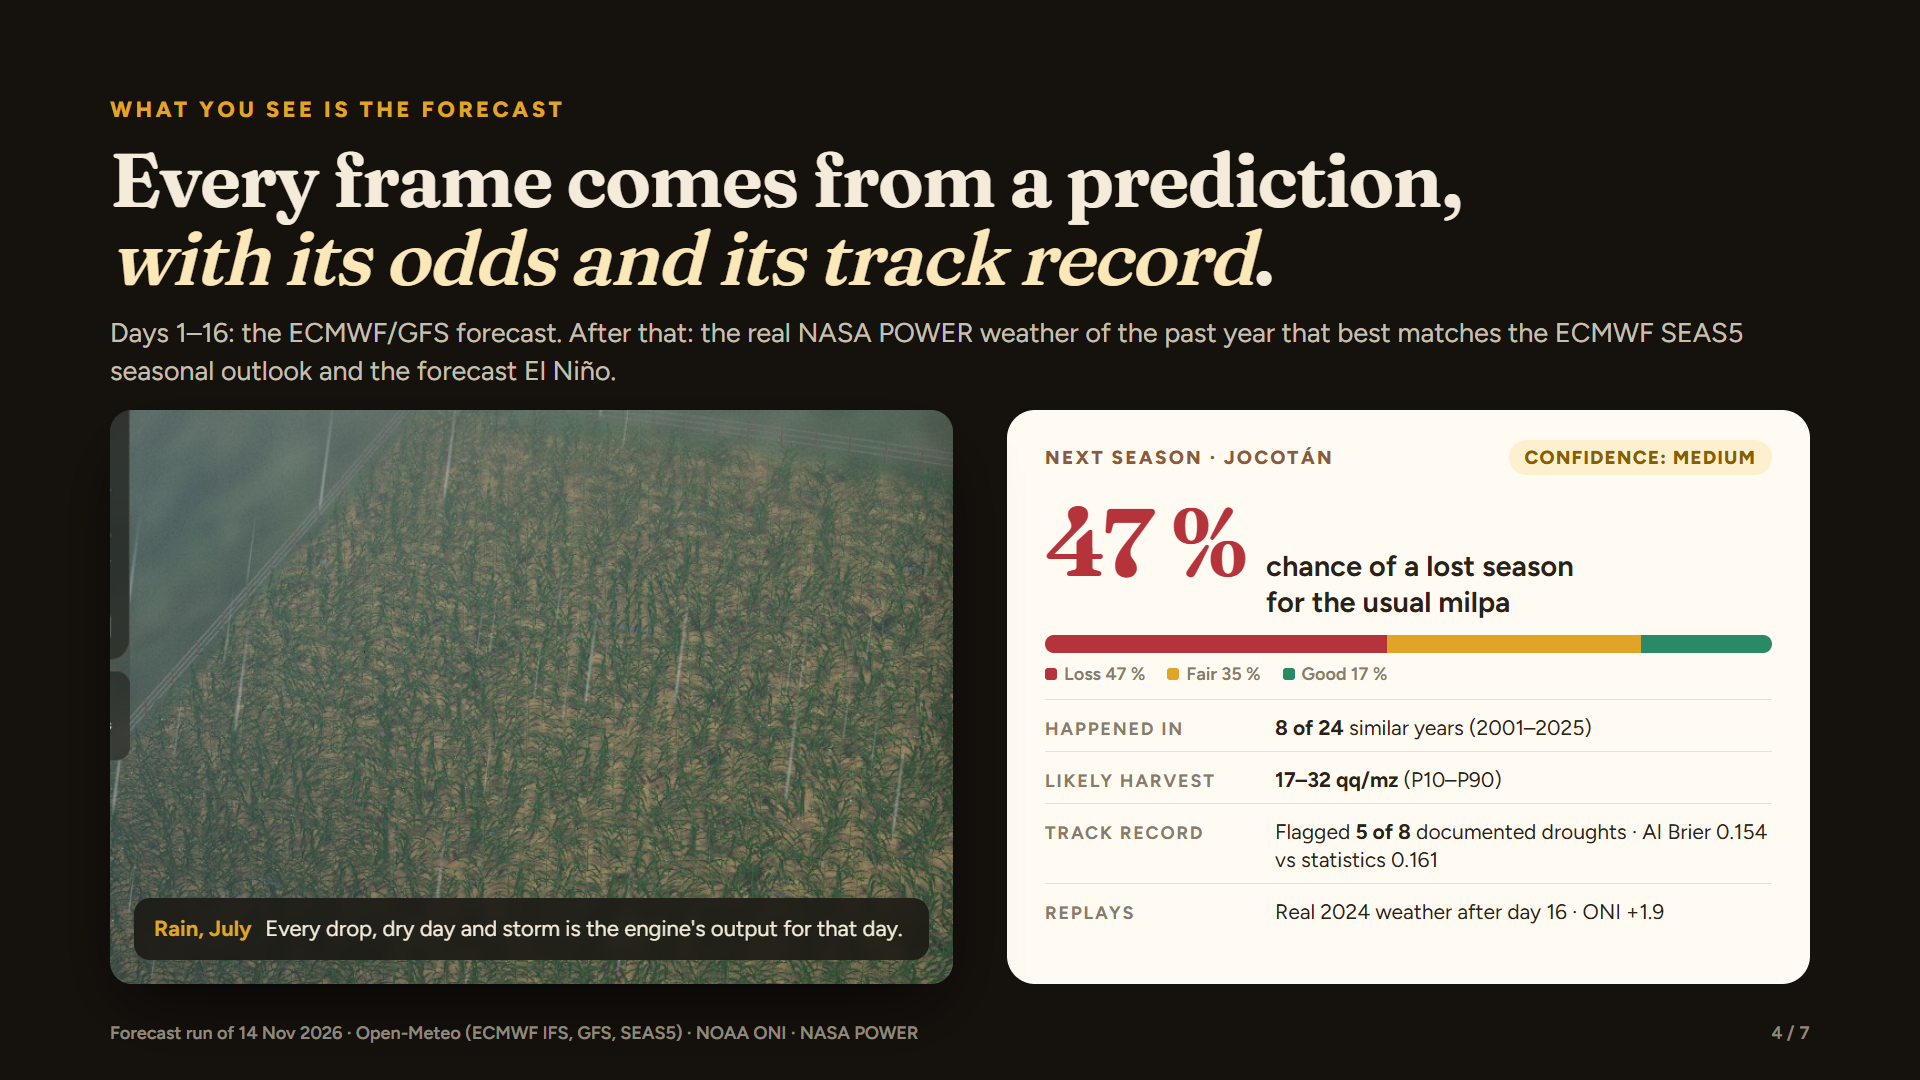 WHAT YOU SEE IS THE FORECAST
Every frame comes from a prediction,
with its odds and its track record.
Days 1–16: the ECMWF/GFS forecast. After that: the real NASA POWER weather of the past year that best matches the ECMWF SEAS5
seasonal outlook and the forecast El Niño.
Rain, July Every drop, dry day and storm is the engine's output for that day.
NEXT SEASON · JOCOTÁN
CONFIDENCE: MEDIUM
47 %
chance of a lost season
for the usual milpa
Loss 47 % Fair 35 % Good 17 %
HAPPENED IN 8 of 24 similar years (2001–2025)
LIKELY HARVEST 17–32 qq/mz (P10–P90)
TRACK RECORD Flagged 5 of 8 documented droughts · AI Brier 0.154
vs statistics 0.161
REPLAYS Real 2024 weather after day 16 · ONI +1.9
Forecast run of 14 Nov 2026 · Open-Meteo (ECMWF IFS, GFS, SEAS5) · NOAA ONI · NASA POWER
4 / 7